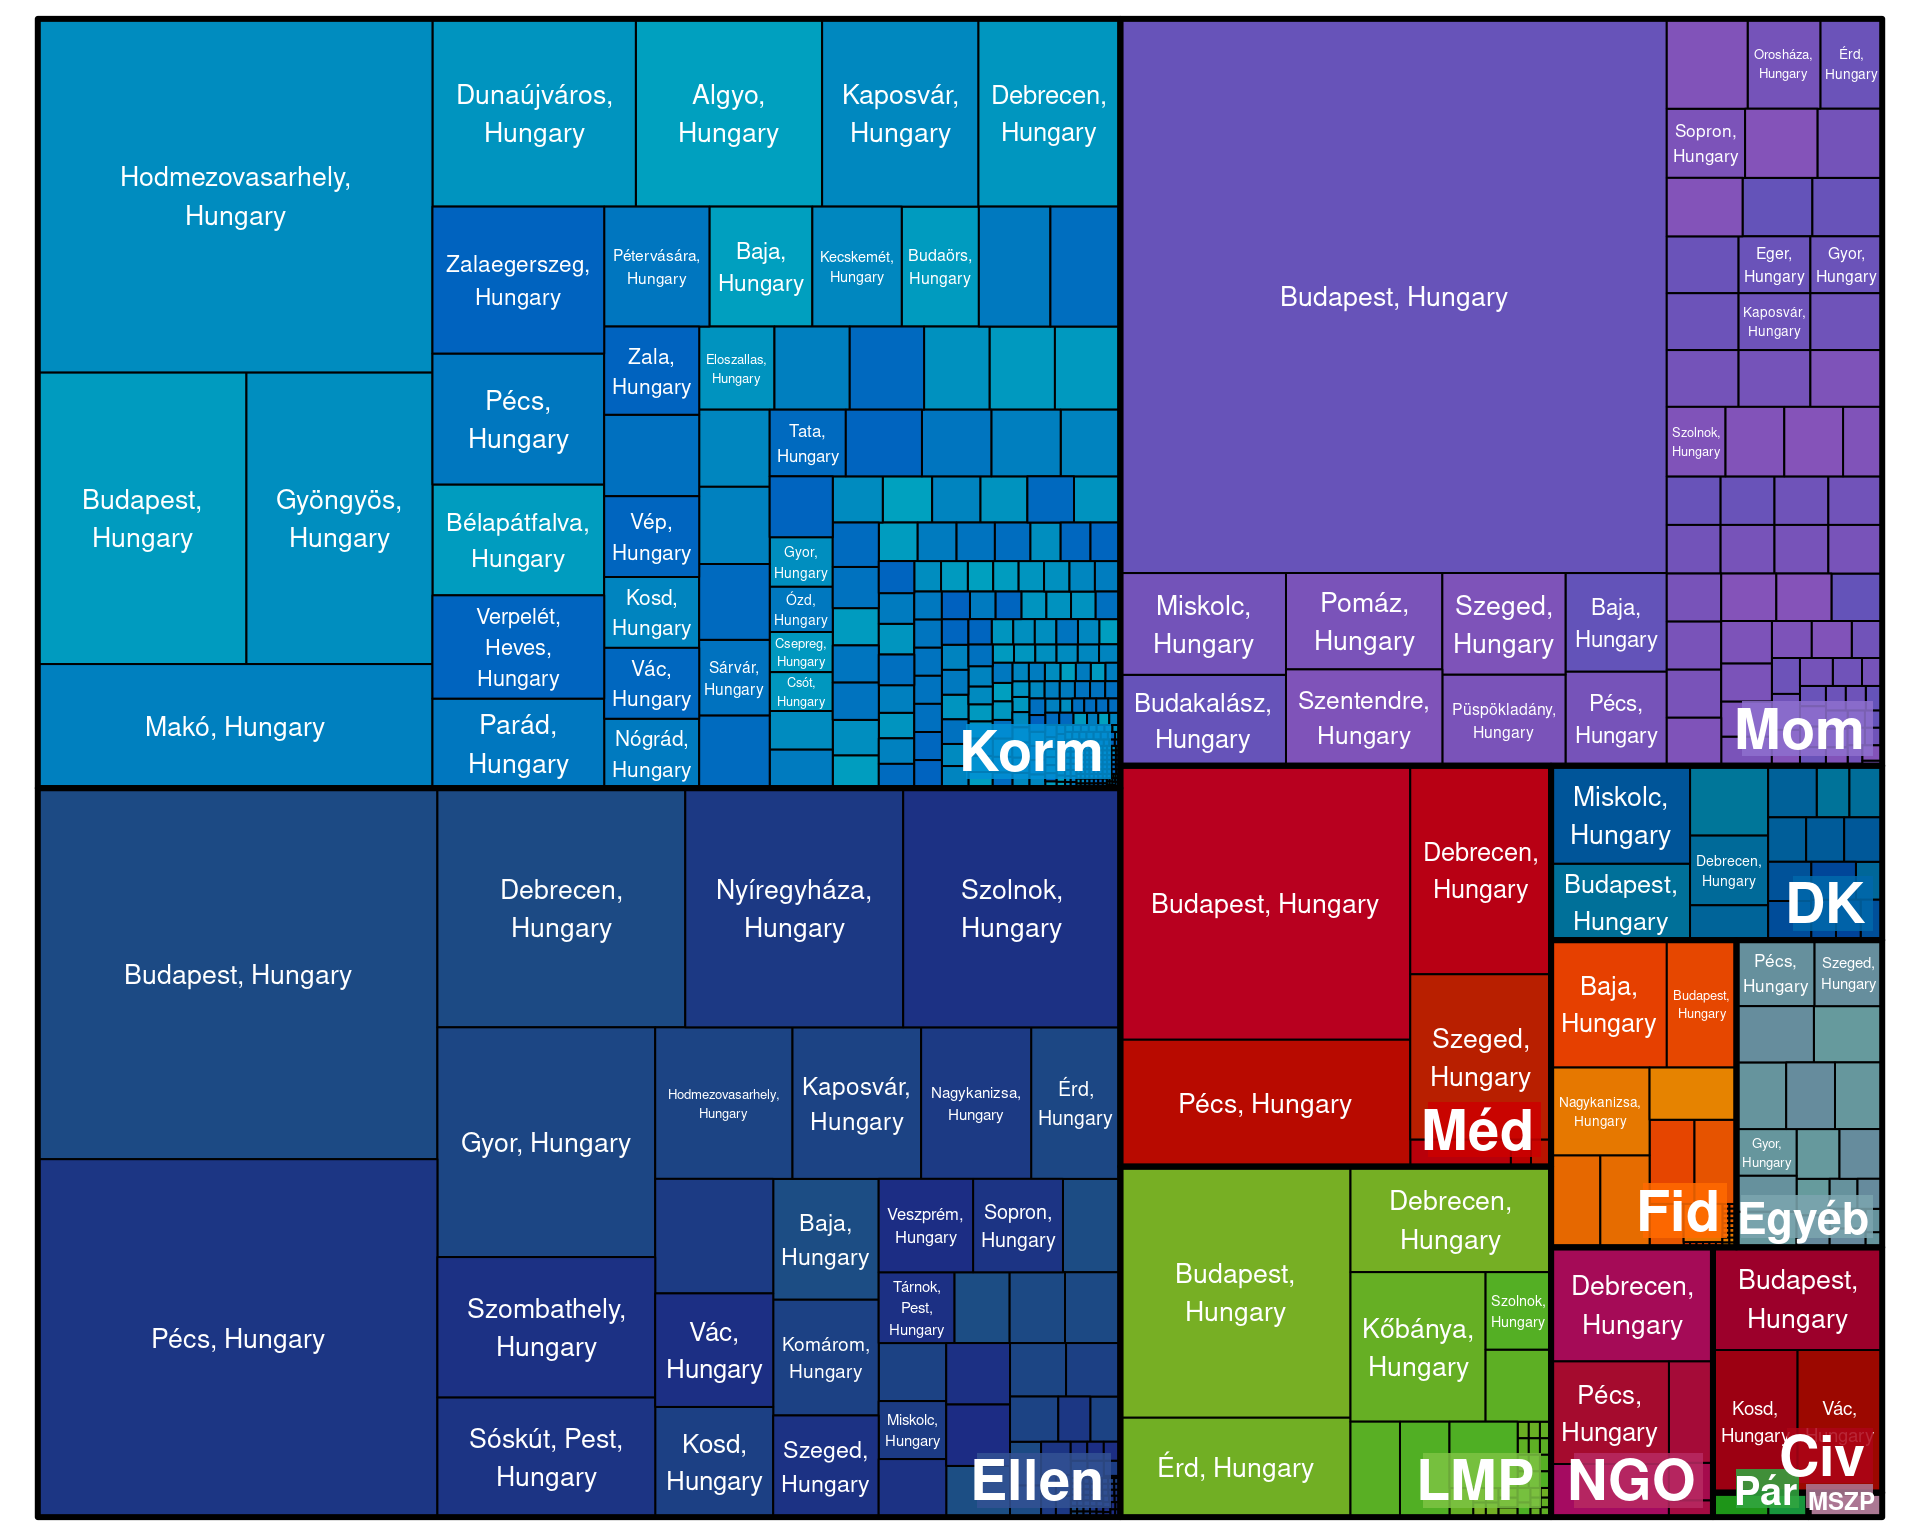 Hodmezovasarhely,
Hungary
Dunaújváros,
Hungary
Algyo,
Hungary
Kaposvár,
Hungary
Debrecen,
Hungary
Zalaegerszeg,
Hungary
Pétervására,
Hungary
Baja,
Hungary
Kecskemét,
Hungary
Budaörs,
Hungary
Zala,
Hungary
Eloszallas,
Hungary
Pécs,
Hungary
Tata,
Hungary
Budapest,
Hungary
Gyöngyös,
Hungary
Bélapátfalva,
Hungary
Vép,
Hungary
Gyor,
Hungary
Ózd,
Hungary
Kosd,
Hungary
Verpelét,
Heves,
Hungary
Csepreg,
Hungary
Vác,
Hungary
Sárvár,
Hungary
Csót,
Hungary
Makó, Hungary
Parád,
Hungary
Nógrád,
Hungary
Korm
Budapest, Hungary
Orosháza,
Hungary
Érd,
Hungary
Sopron,
Hungary
Eger,
Hungary
Gyor,
Hungary
Kaposvár,
Hungary
Szolnok,
Hungary
Miskolc,
Hungary
Pomáz,
Hungary
Szeged,
Hungary
Baja,
Hungary
Budakalász,
Hungary
Szentendre,
Hungary
Püspökladány,
Hungary
Pécs,
Hungary
Mom
Budapest, Hungary
Debrecen,
Hungary
Nyíregyháza,
Hungary
Szolnok,
Hungary
Pécs, Hungary
Gyor, Hungary
Hodmezovasarhely,
Hungary
Kaposvár,
Hungary
Nagykanizsa,
Hungary
Érd,
Hungary
Szombathely,
Hungary
Baja,
Hungary
Veszprém,
Hungary
Sopron,
Hungary
Tárnok,
Pest,
Hungary
Vác,
Hungary
Komárom,
Hungary
Sóskút, Pest,
Hungary
Kosd,
Hungary
Szeged,
Hungary
Miskolc,
Hungary
Ellen
Budapest, Hungary
Debrecen,
Hungary
Szeged,
Hungary
Pécs, Hungary
Méd
Miskolc,
Hungary
Budapest,
Hungary
Debrecen,
Hungary
DK
Baja,
Hungary
Budapest,
Hungary
Nagykanizsa,
Hungary
Fid
Pécs,
Hungary
Szeged,
Hungary
Gyor,
Hungary
Egyéb
Budapest,
Hungary
Debrecen,
Hungary
Kőbánya,
Hungary
Szolnok,
Hungary
Érd, Hungary
LMP
Debrecen,
Hungary
Pécs,
Hungary
NGO
Budapest,
Hungary
Kosd,
Hungary
Vác,
Hungary
Civ
Pár
MSZP